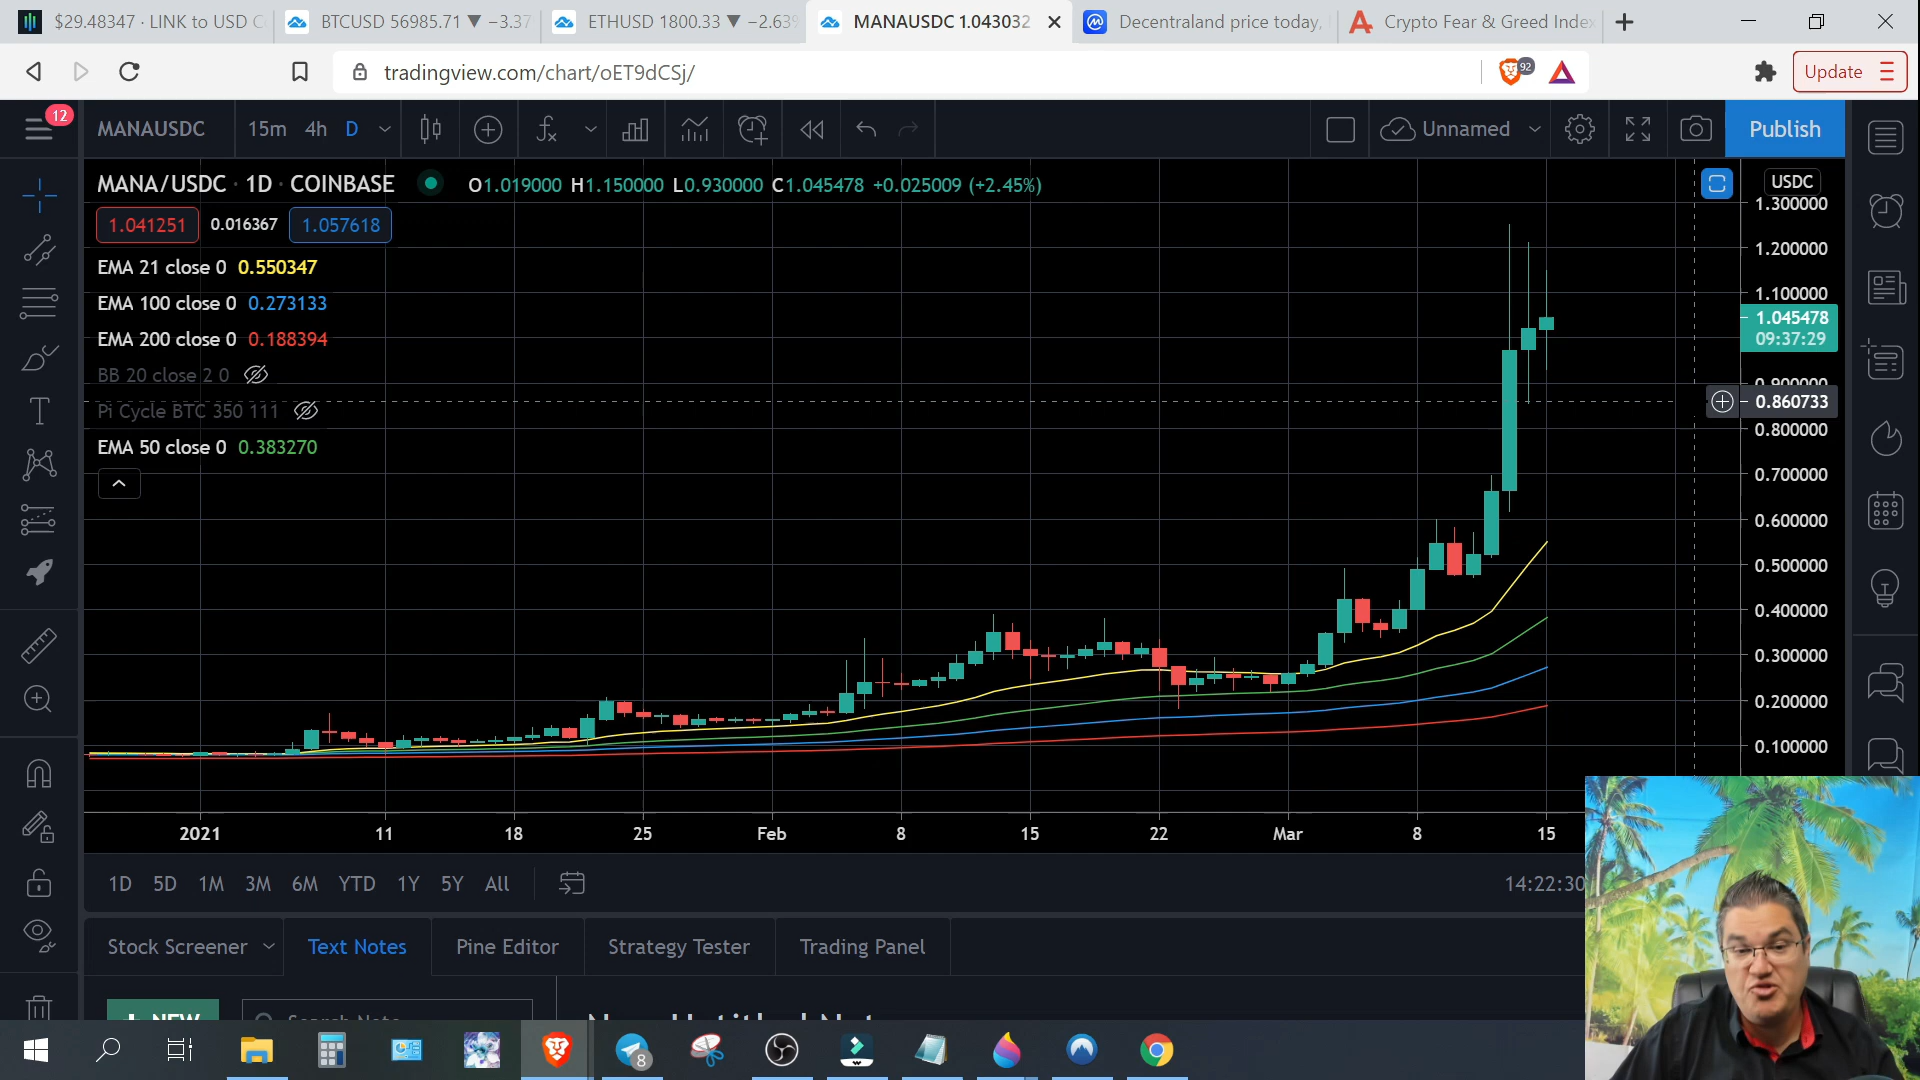 $29.48347 · LINK to USD C
BTCUSD 56985.71 ▼ −3.37
ETHUSD 1800.33 ▼ −2.63%
MANAUSDC 1.043032
Decentraland price today,
Crypto Fear & Greed Index
tradingview.com/chart/oET9dCSj/
92
Update
12
MANAUSDC
15m 4h D
Unnamed
Publish
MANA/USDC · 1D · COINBASE
O1.019000 H1.150000 L0.930000 C1.045478 +0.025009 (+2.45%)
USDC
1.041251 0.016367 1.057618
EMA 21 close 0 0.550347
EMA 100 close 0 0.273133
EMA 200 close 0 0.188394
BB 20 close 2 0
Pi Cycle BTC 350 111
EMA 50 close 0 0.383270
1.300000
1.200000
1.100000
1.045478
09:37:29
0.900000
0.860733
0.800000
0.700000
0.600000
0.500000
0.400000
0.300000
0.200000
0.100000
2021 11 18 25 Feb 8 15 22 Mar 8 15
1D 5D 1M 3M 6M YTD 1Y 5Y All
14:22:30
Stock Screener Text Notes Pine Editor Strategy Tester Trading Panel
+ NEW
Search Note
8